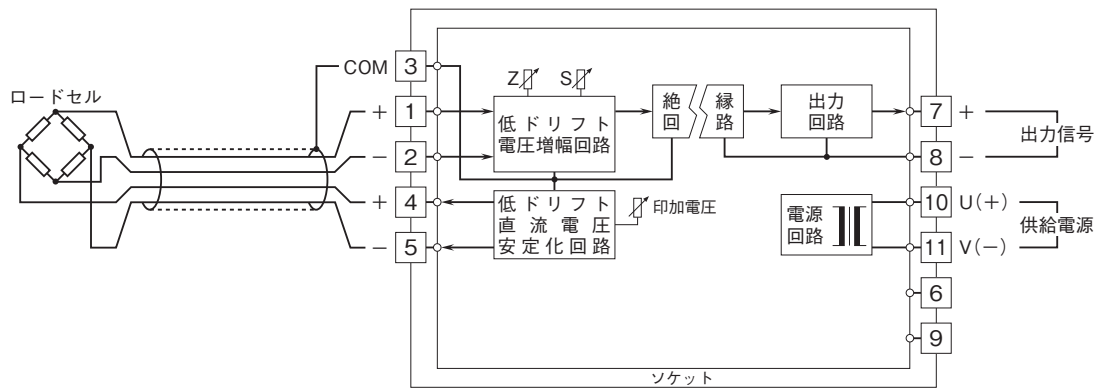 ロードセル
COM
3
+
1
−
2
+
4
−
5
Z
S
低ドリフト
電圧増幅回路
低ドリフト
直流電圧
安定化回路
印加電圧
絶縁
回路
出力
回路
電源
回路
7
+
8
−
出力信号
10
U(+)
11
V(−)
供給電源
6
9
ソケット